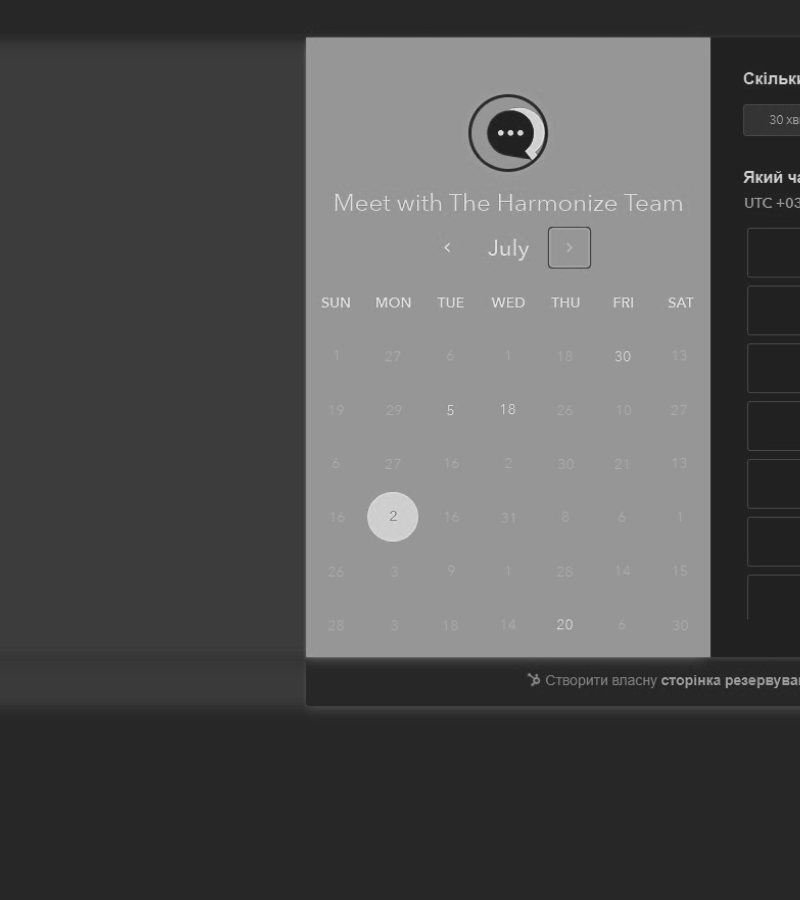 Meet with The Harmonize Team
July
SUN MON TUE WED THU FRI SAT
1 27 6 1 18 30 13
19 29 5 18 26 10 27
6 27 16 2 30 21 13
16 2 16 31 8 6 1
26 3 9 1 28 14 15
28 3 18 14 20 6 30
Скільки
30 хв
Який ча
UTC +03
Створити власну сторінка резервува